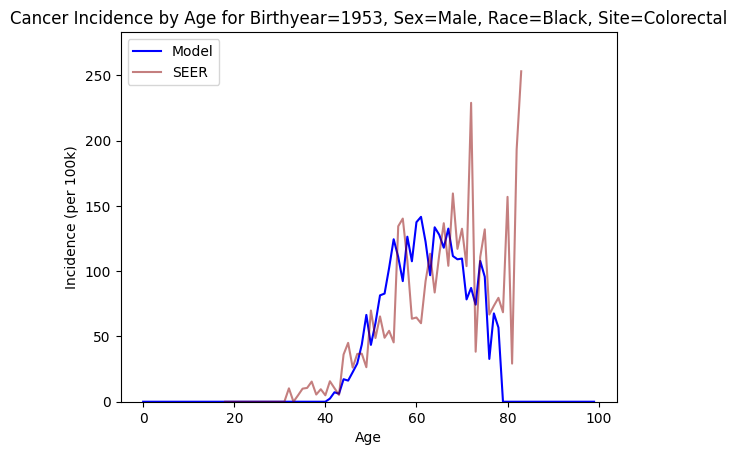 Cancer Incidence by Age for Birthyear=1953, Sex=Male, Race=Black, Site=Colorectal
Model
SEER
Incidence (per 100k)
250
200
150
100
50
0
0 20 40 60 80 100
Age